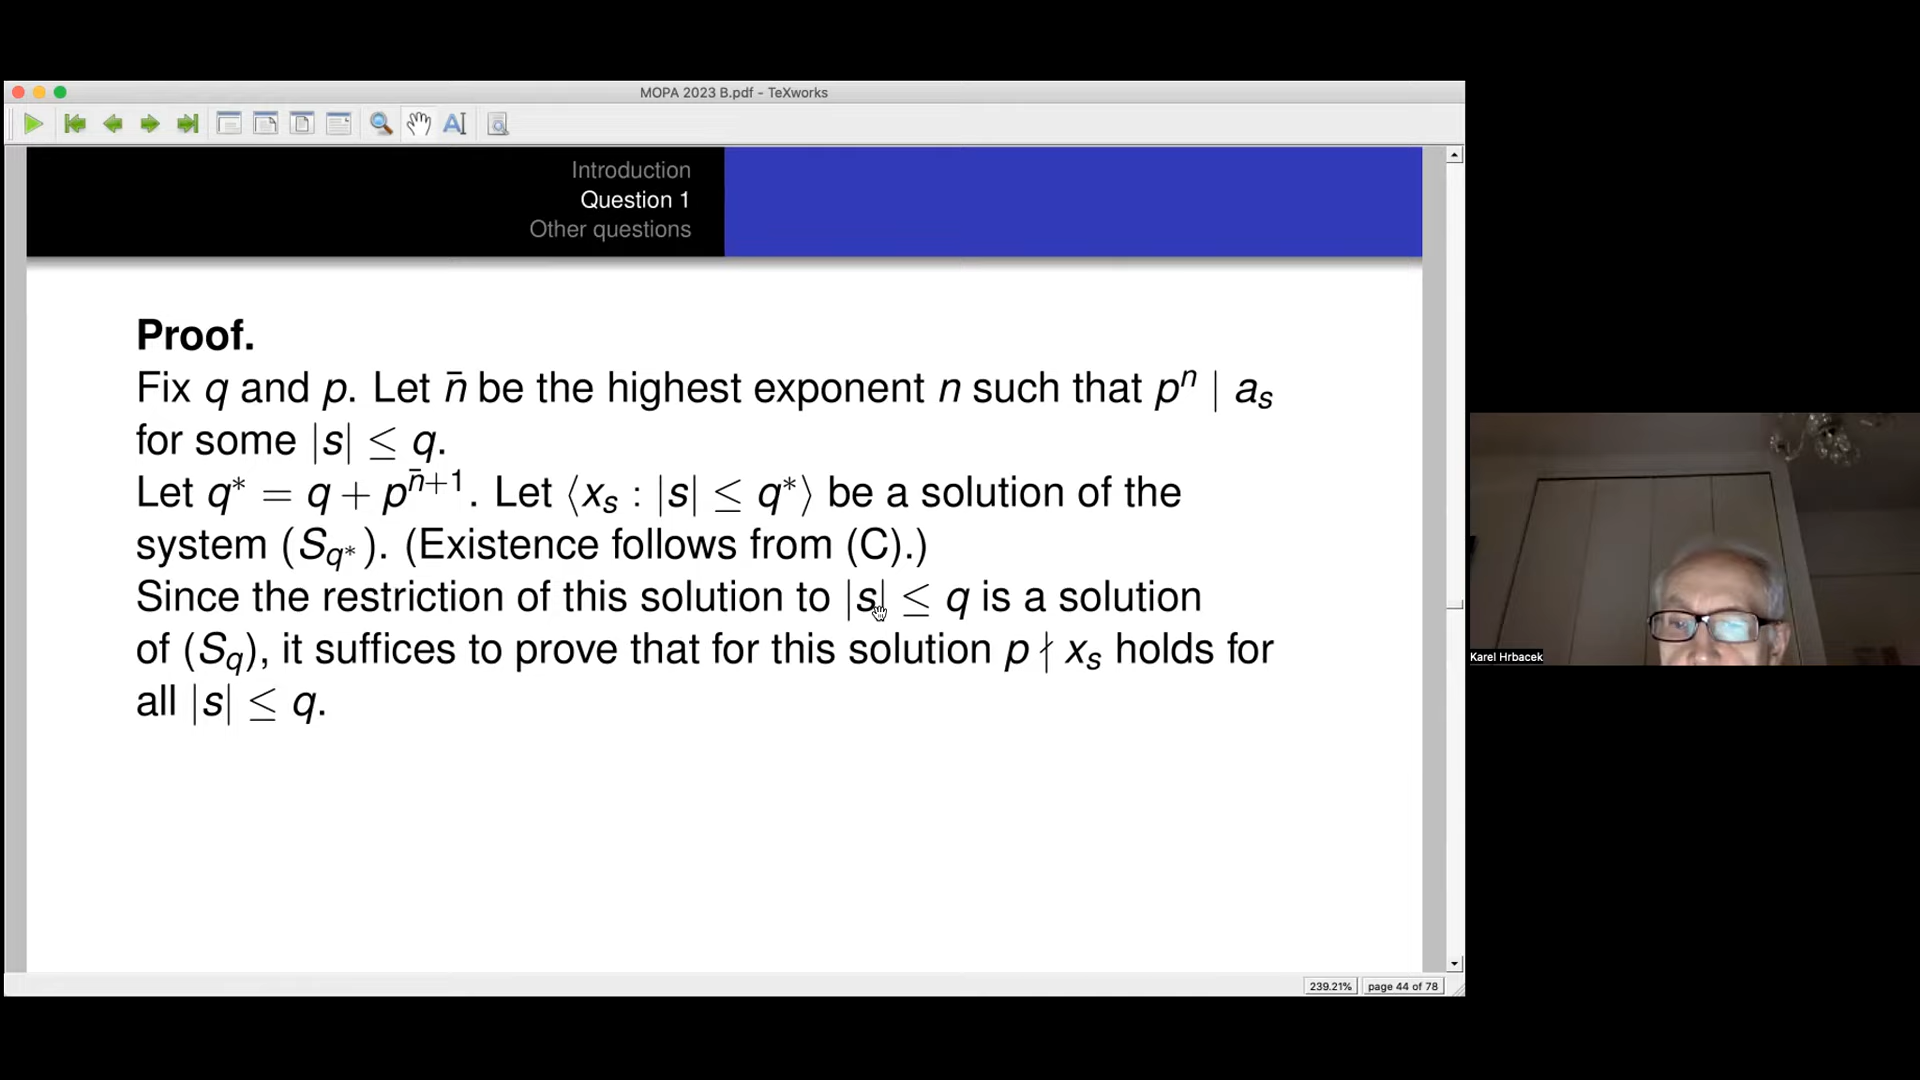 MOPA 2023 B.pdf - TeXworks
Introduction
Question 1
Other questions
Proof.
Fix q and p. Let n̄ be the highest exponent n such that pⁿ | aₛ
for some |s| ≤ q.
Let q* = q + p^{n̄+1}. Let ⟨xₛ : |s| ≤ q*⟩ be a solution of the
system (S_{q*}). (Existence follows from (C).)
Since the restriction of this solution to |s| ≤ q is a solution
of (S_q), it suffices to prove that for this solution p ∤ xₛ holds for
all |s| ≤ q.
Karel Hrbacek
239.21% page 44 of 78